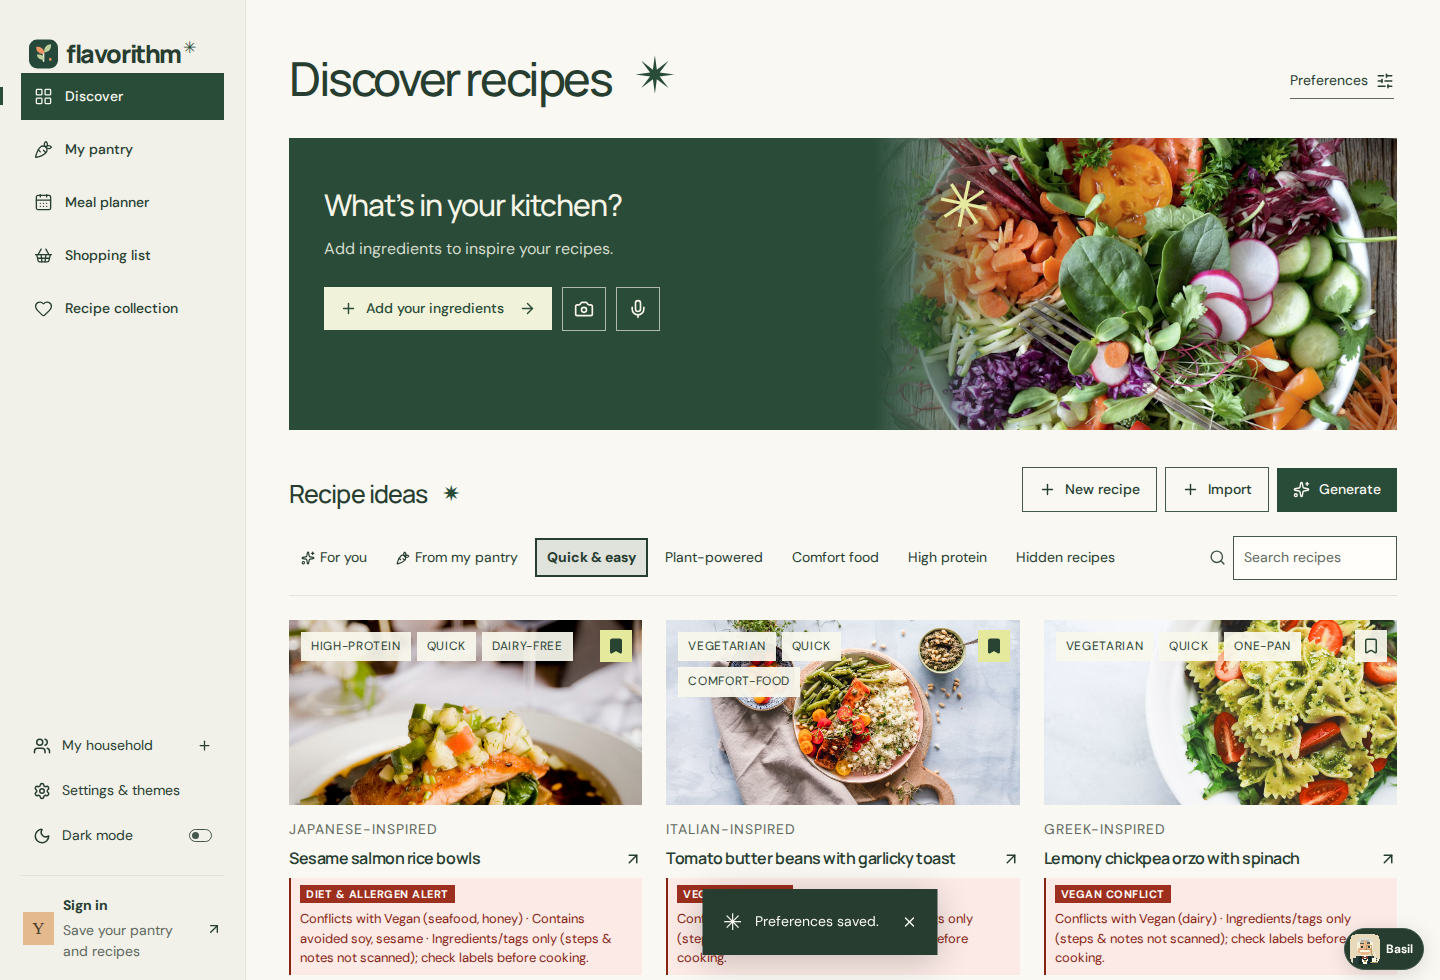 flavorithm
Discover
My pantry
Meal planner
Shopping list
Recipe collection
My household
Settings & themes
Dark mode
Y
Sign in
Save your pantry
and recipes
Discover recipes
Preferences
What's in your kitchen?
Add ingredients to inspire your recipes.
Add your ingredients
Recipe ideas
New recipe
Import
Generate
For you
From my pantry
Quick & easy
Plant-powered
Comfort food
High protein
Hidden recipes
Search recipes
HIGH-PROTEIN
QUICK
DAIRY-FREE
JAPANESE-INSPIRED
Sesame salmon rice bowls
DIET & ALLERGEN ALERT
Conflicts with Vegan (seafood, honey) · Contains
avoided soy, sesame · Ingredients/tags only (steps &
notes not scanned); check labels before cooking.
VEGETARIAN
QUICK
COMFORT-FOOD
ITALIAN-INSPIRED
Tomato butter beans with garlicky toast
only
cooking.
VEGETARIAN
QUICK
ONE-PAN
GREEK-INSPIRED
Lemony chickpea orzo with spinach
VEGAN CONFLICT
Conflicts with Vegan (dairy) · Ingredients/tags only
(steps & notes not scanned); check labels before
cooking.
Preferences saved.
Basil